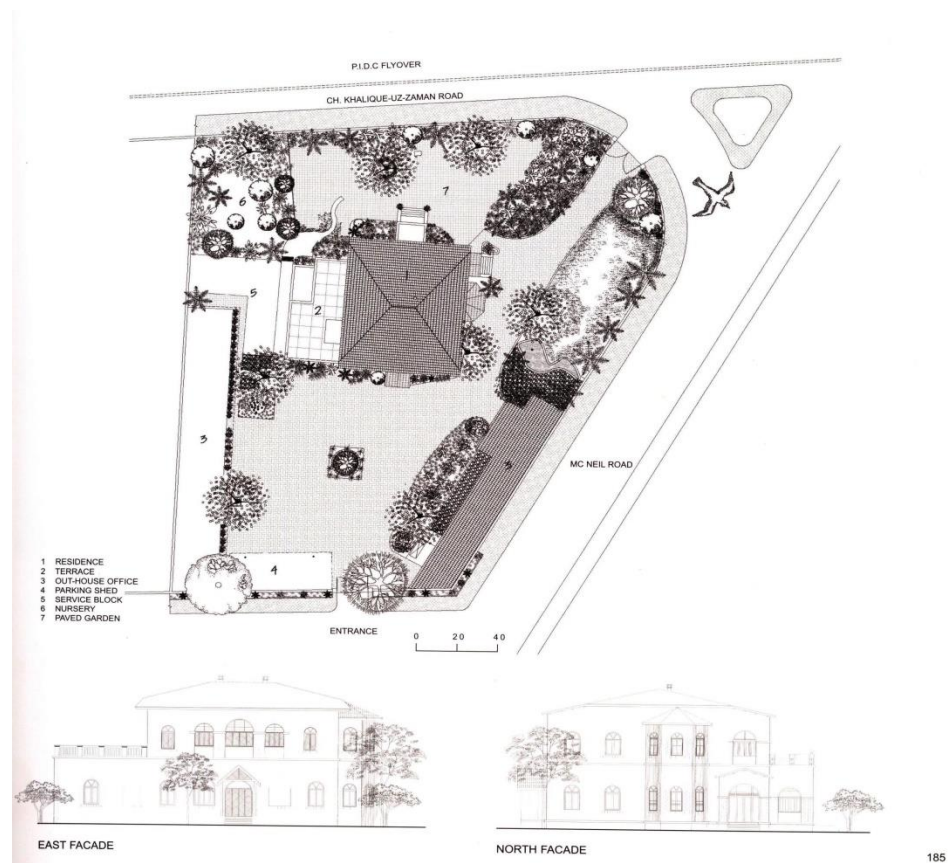 P.I.D.C FLYOVER
CH. KHALIQUE-UZ-ZAMAN ROAD
6
7
1
5
2
3
MC NEIL ROAD
4
1 RESIDENCE
2 TERRACE
3 OUT-HOUSE OFFICE
4 PARKING SHED
5 SERVICE BLOCK
6 NURSERY
7 PAVED GARDEN
ENTRANCE
0 20 40
EAST FACADE
NORTH FACADE
185